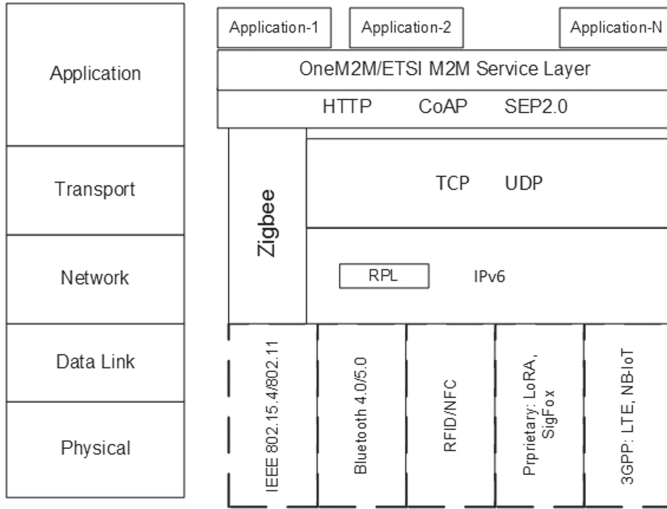 Application
Transport
Network
Data Link
Physical
Application-1
Application-2
Application-N
OneM2M/ETSI M2M Service Layer
HTTP CoAP SEP2.0
Zigbee
TCP UDP
RPL
IPv6
IEEE 802.15.4/802.11
Bluetooth 4.0/5.0
RFID/NFC
Prprietary: LoRA,
SigFox
3GPP: LTE, NB-IoT